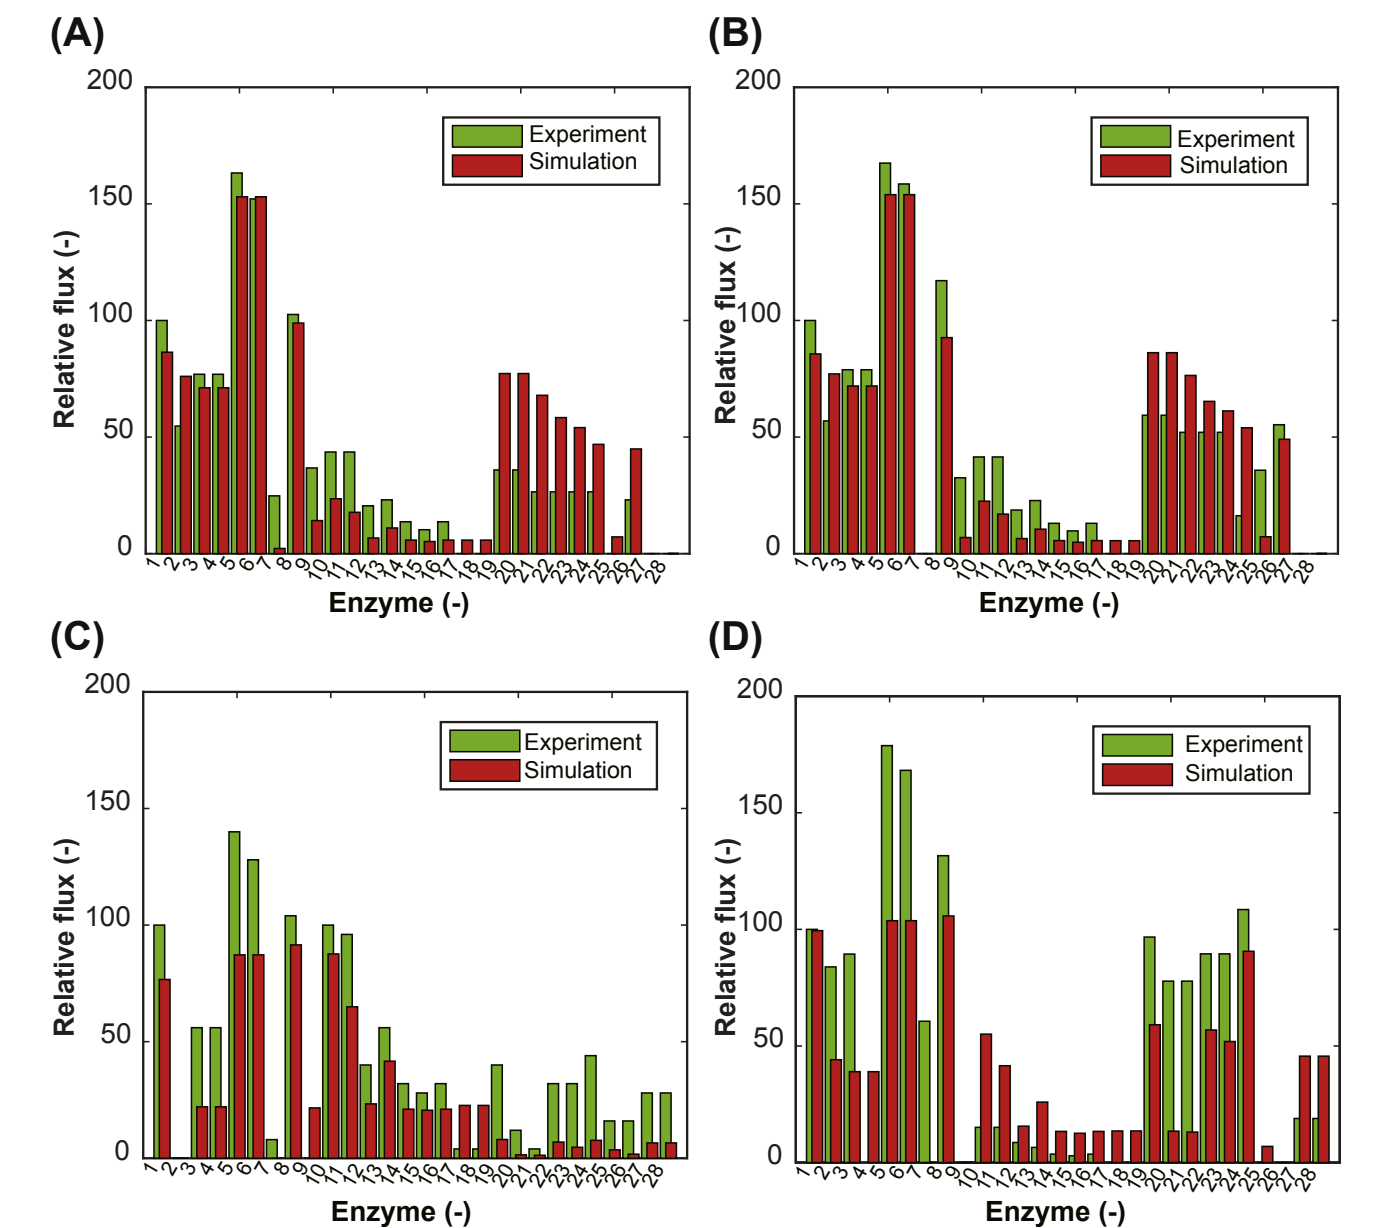 (A)
200
150
100
50
0
Relative flux (-)
Experiment
Simulation
1 2 3 4 5 6 7 8 9 10 11 12 13 14 15 16 17 18 19 20 21 22 23 24 25 26 27 28
Enzyme (-)
(B)
200
150
100
50
0
Relative flux (-)
Experiment
Simulation
1 2 3 4 5 6 7 8 9 10 11 12 13 14 15 16 17 18 19 20 21 22 23 24 25 26 27 28
Enzyme (-)
(C)
200
150
100
50
0
Relative flux (-)
Experiment
Simulation
1 2 3 4 5 6 7 8 9 10 11 12 13 14 15 16 17 18 19 20 21 22 23 24 25 26 27 28
Enzyme (-)
(D)
200
150
100
50
0
Relative flux (-)
Experiment
Simulation
1 2 3 4 5 6 7 8 9 10 11 12 13 14 15 16 17 18 19 20 21 22 23 24 25 26 27 28
Enzyme (-)